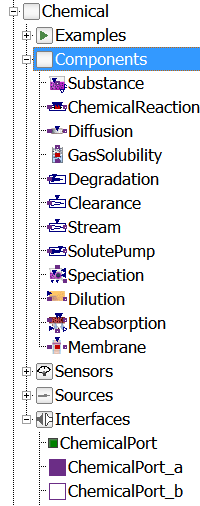 Chemical
Examples
Components
Substance
ChemicalReaction
Diffusion
GasSolubility
Degradation
Clearance
Stream
SolutePump
Speciation
Dilution
Reabsorption
Membrane
Sensors
Sources
Interfaces
ChemicalPort
ChemicalPort_a
ChemicalPort_b